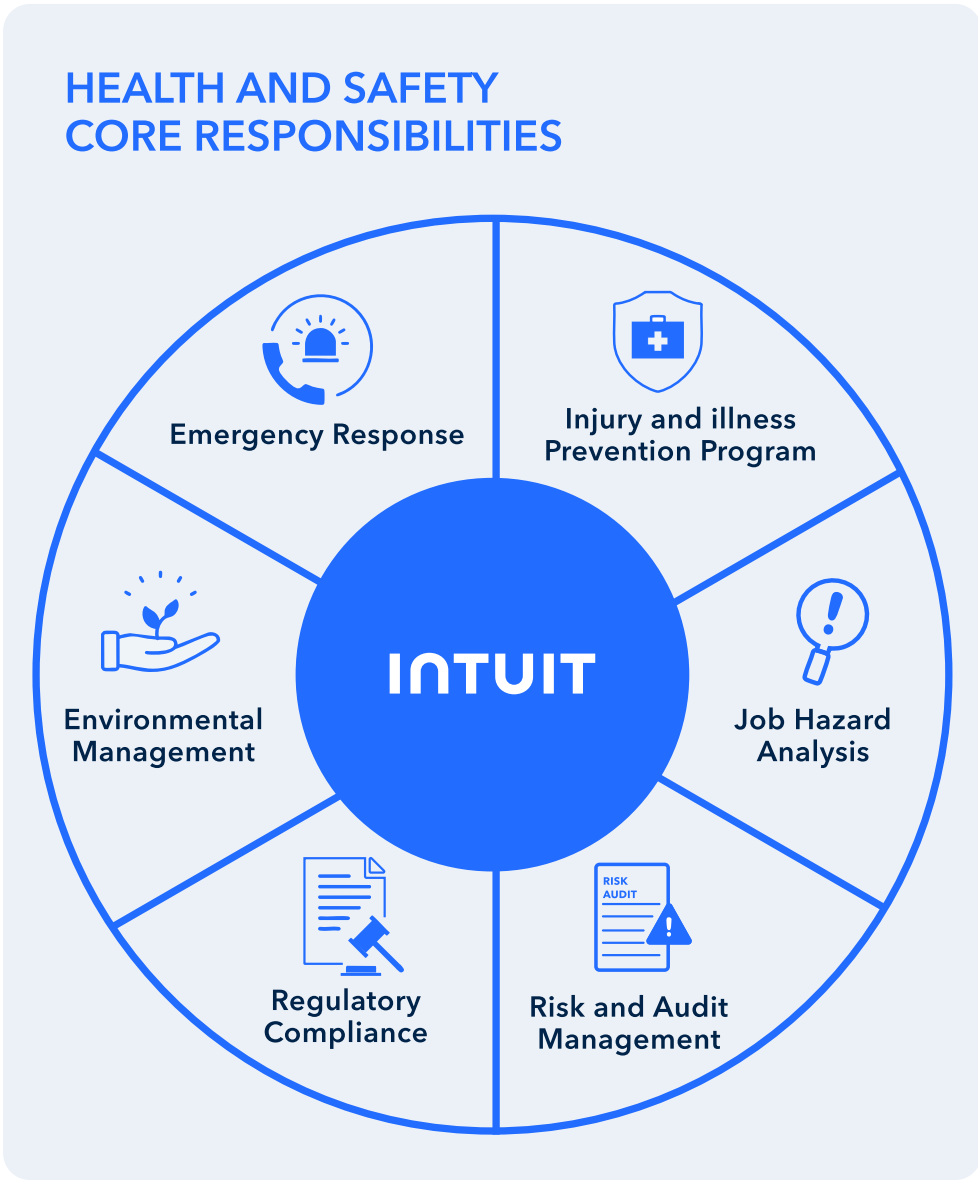 HEALTH AND SAFETY
CORE RESPONSIBILITIES
Emergency Response
Injury and illness
Prevention Program
Environmental
Management
INTUIT
Job Hazard
Analysis
RISK
AUDIT
Regulatory
Compliance
Risk and Audit
Management